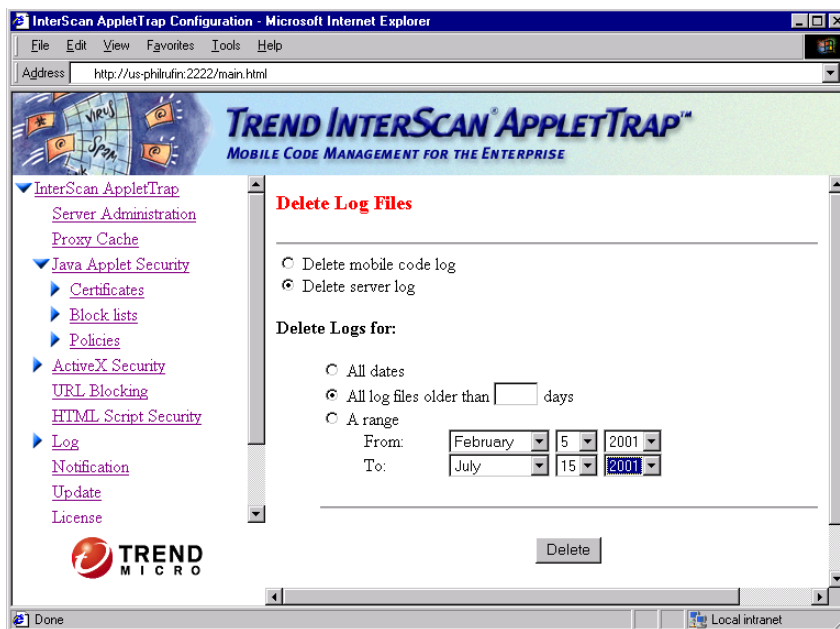 InterScan AppletTrap Configuration - Microsoft Internet Explorer
File Edit View Favorites Tools Help
Address http://us-philrufin:2222/main.html
VIRUS
Spam
TREND INTERSCAN® APPLETTRAP™
MOBILE CODE MANAGEMENT FOR THE ENTERPRISE
InterScan AppletTrap
Server Administration
Proxy Cache
Java Applet Security
Certificates
Block lists
Policies
ActiveX Security
URL Blocking
HTML Script Security
Log
Notification
Update
License
TREND
MICRO
Delete Log Files
Delete mobile code log
Delete server log
Delete Logs for:
All dates
All log files older than days
A range
From: February 5 2001
To: July 15 2001
Delete
Done Local intranet